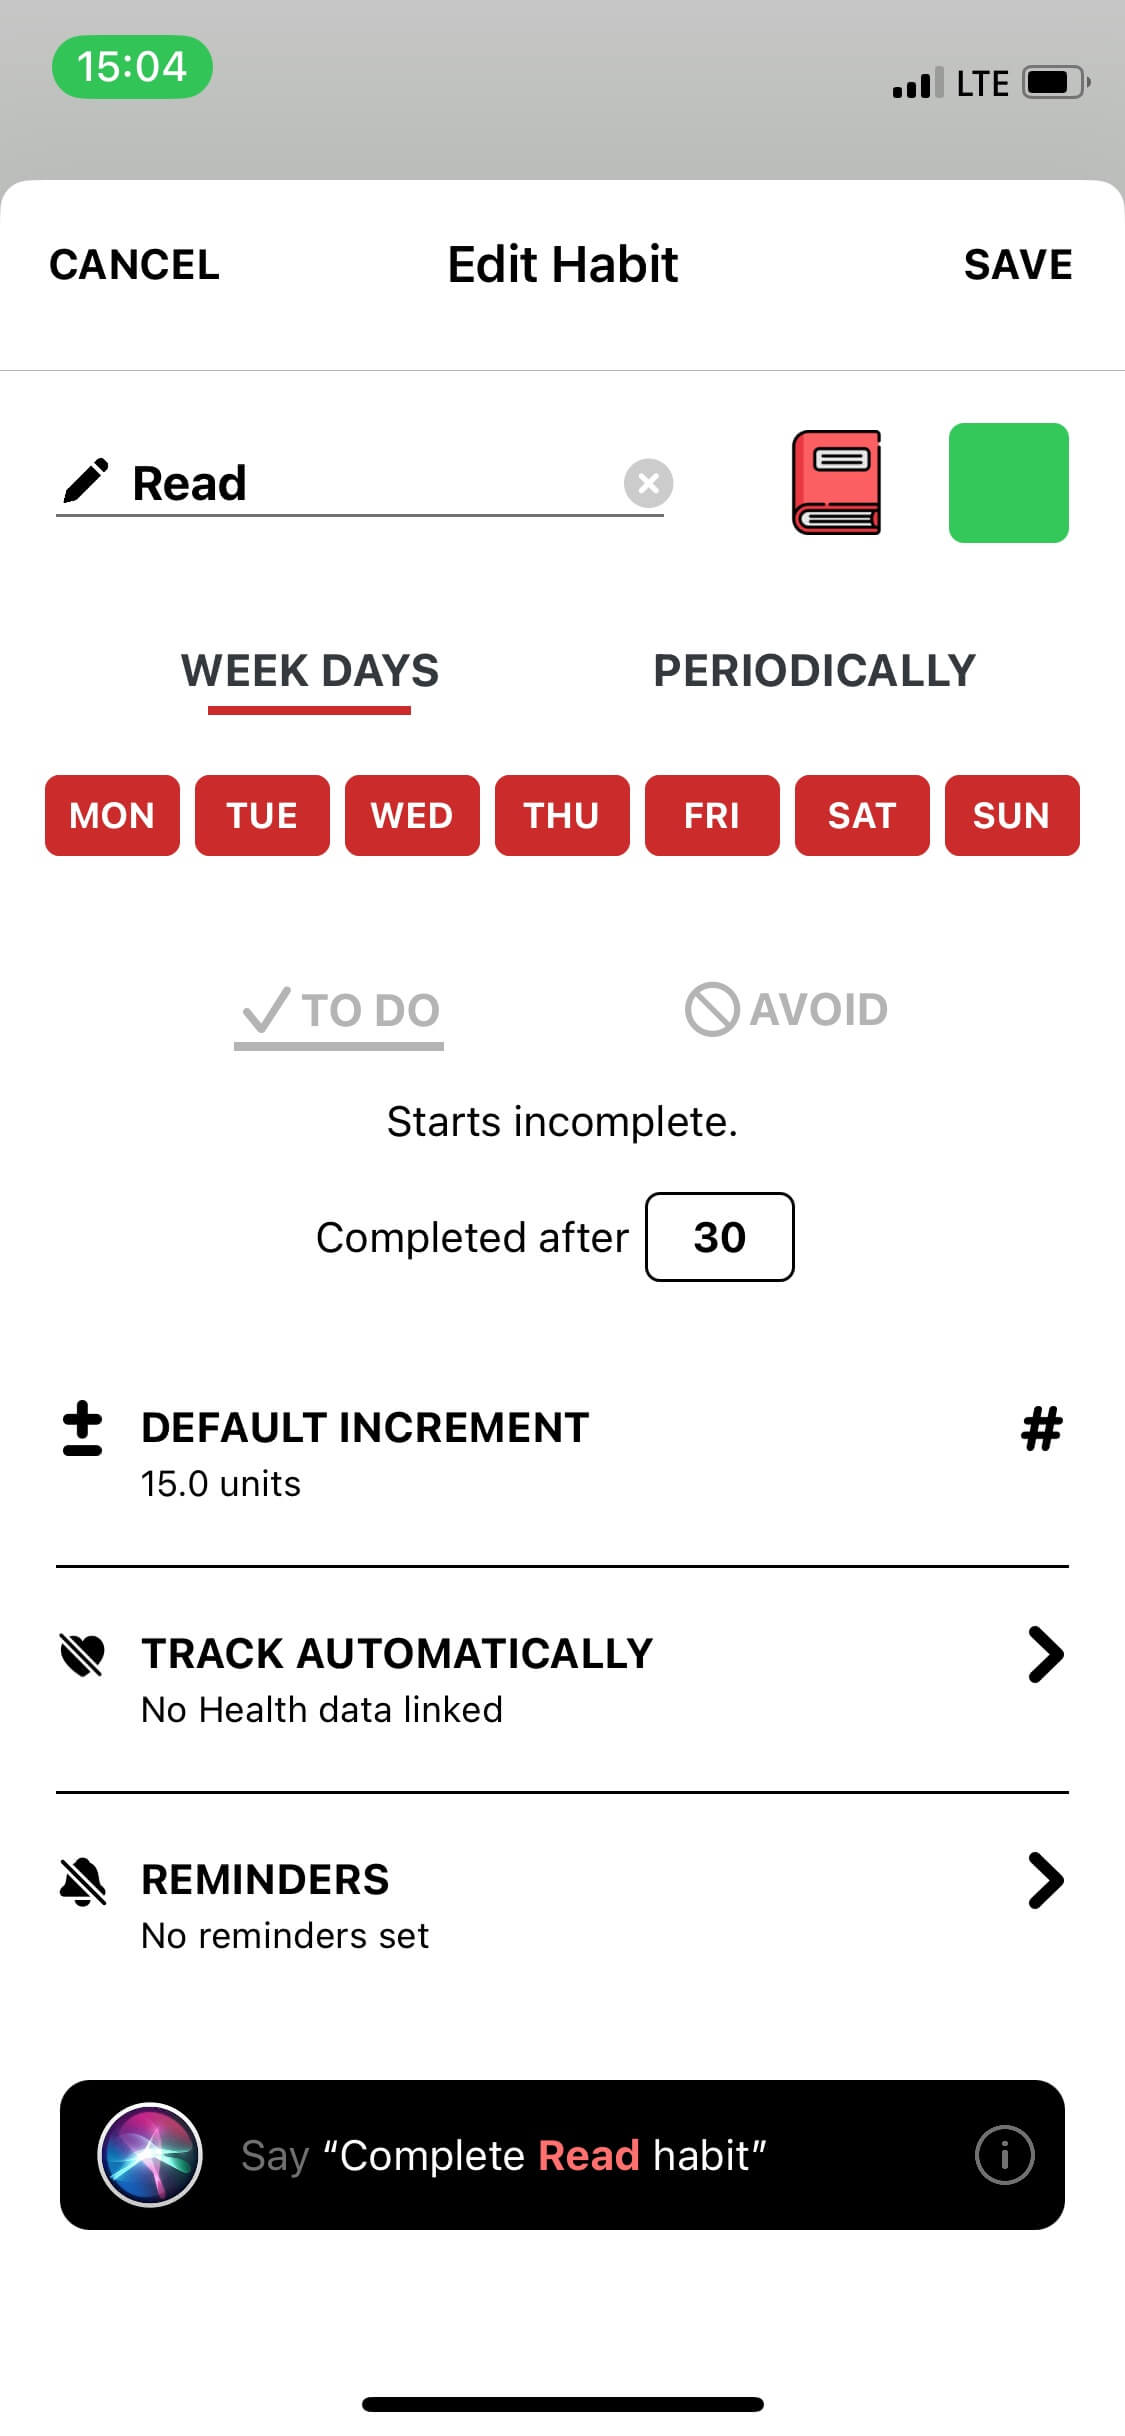 15:04 LTE
CANCEL Edit Habit SAVE
Read
WEEK DAYS PERIODICALLY
MON TUE WED THU FRI SAT SUN
TO DO AVOID
Starts incomplete.
Completed after 30
DEFAULT INCREMENT #
15.0 units
TRACK AUTOMATICALLY
No Health data linked
REMINDERS
No reminders set
Say “Complete Read habit”